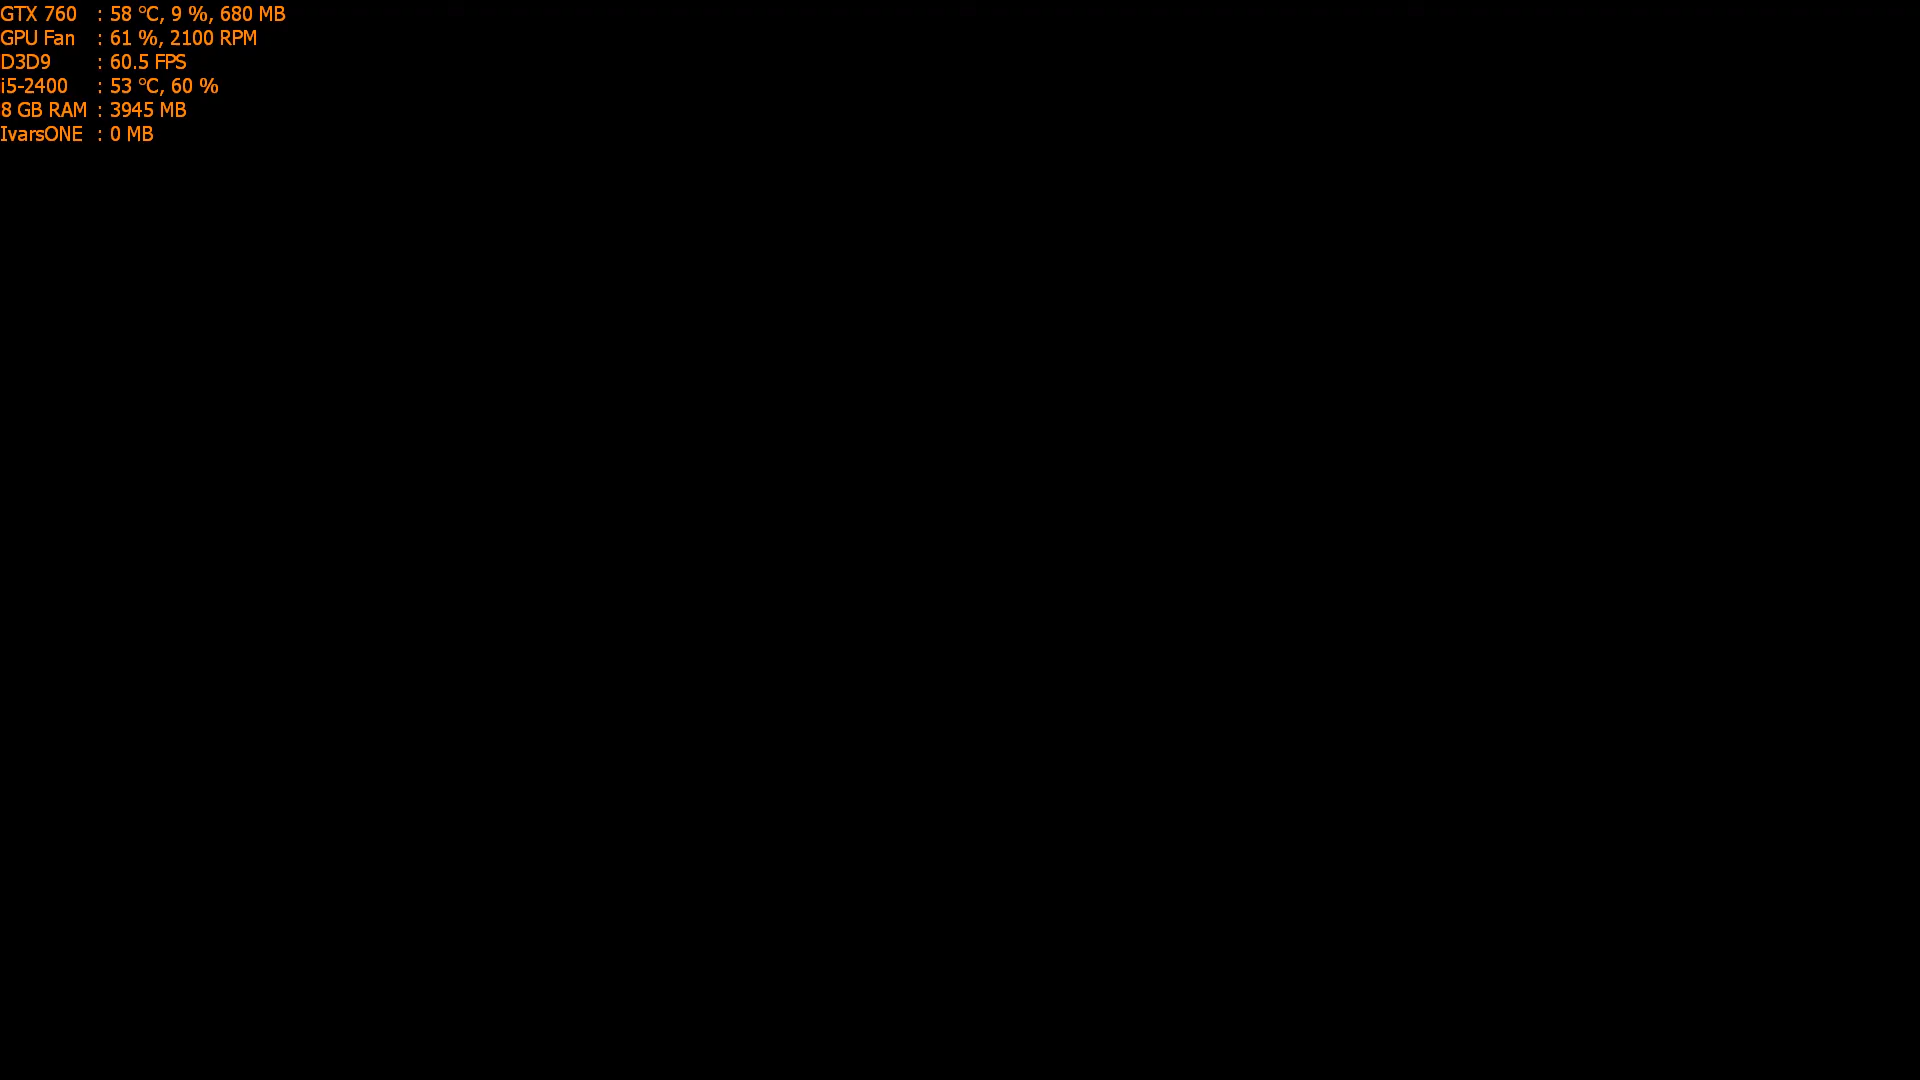 GTX 760 : 58 °C, 9 %, 680 MB
GPU Fan : 61 %, 2100 RPM
D3D9 : 60.5 FPS
i5-2400 : 53 °C, 60 %
8 GB RAM : 3945 MB
IvarsONE : 0 MB